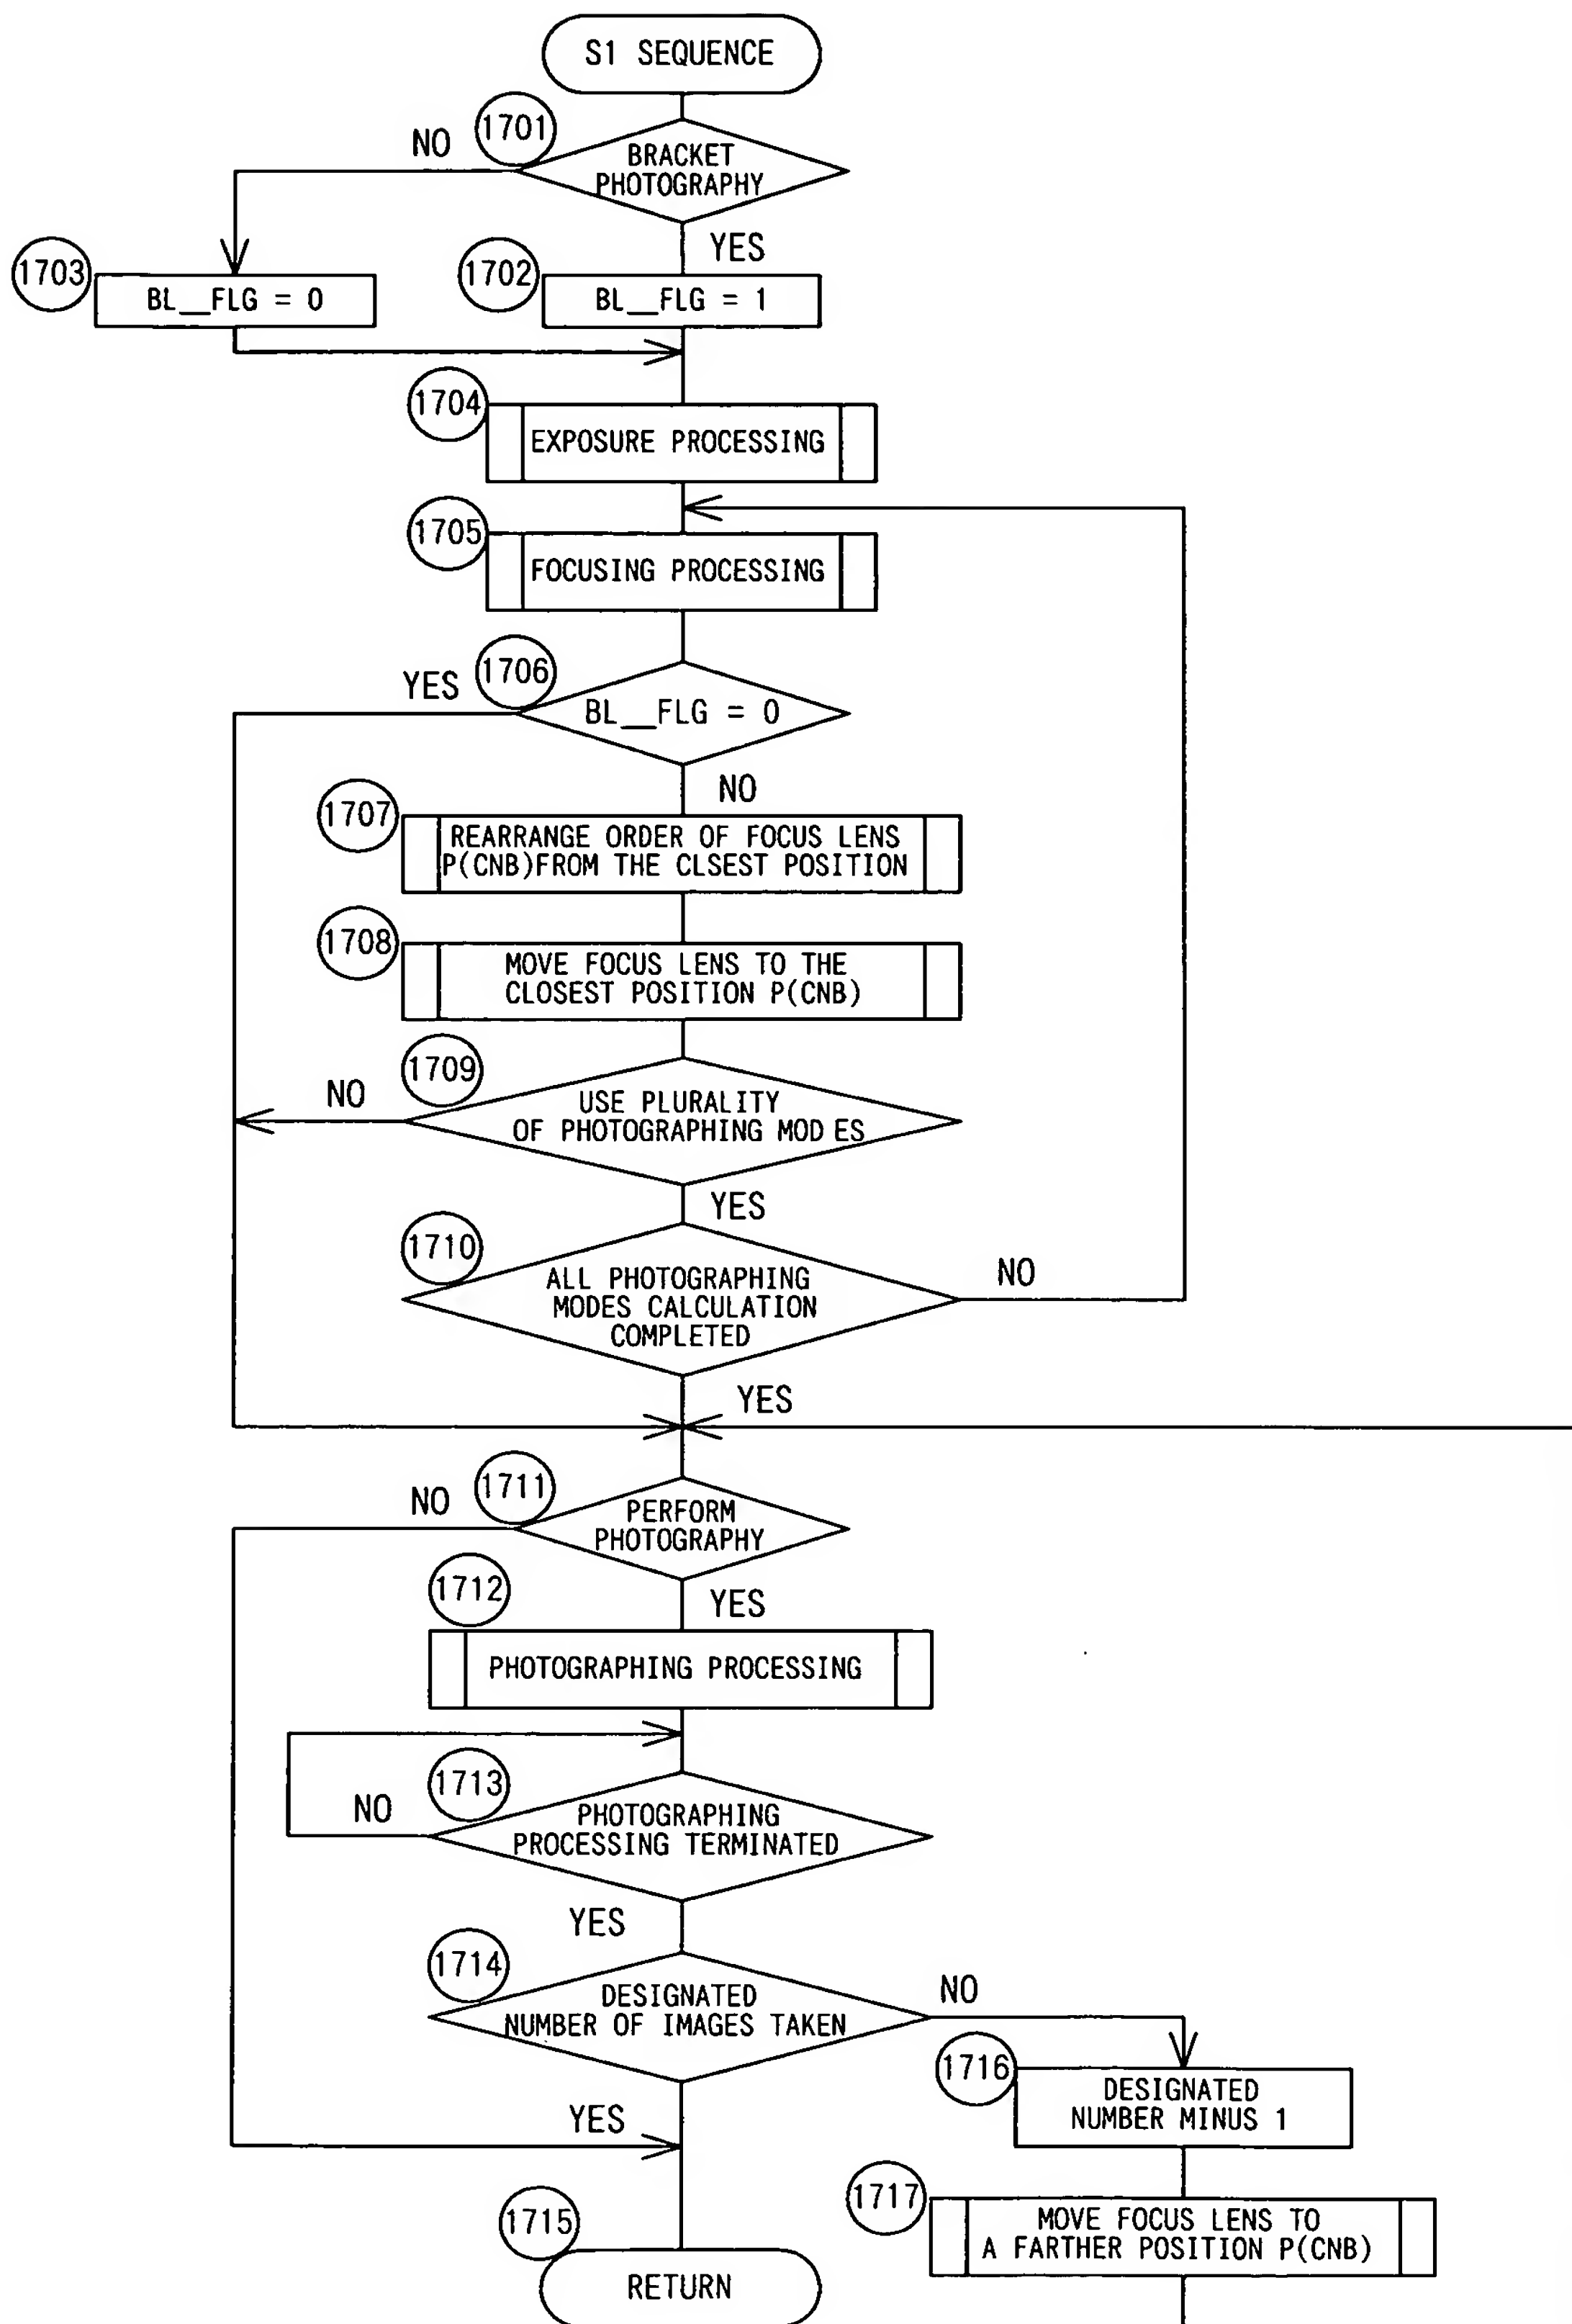 S1 SEQUENCE
1701
NO
BRACKET
PHOTOGRAPHY
YES
1703
BL__FLG = 0
1702
BL__FLG = 1
1704
EXPOSURE PROCESSING
1705
FOCUSING PROCESSING
1706
YES
BL__FLG = 0
NO
1707
REARRANGE ORDER OF FOCUS LENS
P(CNB)FROM THE CLSEST POSITION
1708
MOVE FOCUS LENS TO THE
CLOSEST POSITION P(CNB)
1709
NO
USE PLURALITY
OF PHOTOGRAPHING MODES
YES
1710
ALL PHOTOGRAPHING
MODES CALCULATION
COMPLETED
NO
YES
1711
NO
PERFORM
PHOTOGRAPHY
1712
YES
PHOTOGRAPHING PROCESSING
1713
NO
PHOTOGRAPHING
PROCESSING TERMINATED
YES
1714
DESIGNATED
NUMBER OF IMAGES TAKEN
NO
1716
DESIGNATED
NUMBER MINUS 1
YES
1717
MOVE FOCUS LENS TO
A FARTHER POSITION P(CNB)
1715
RETURN